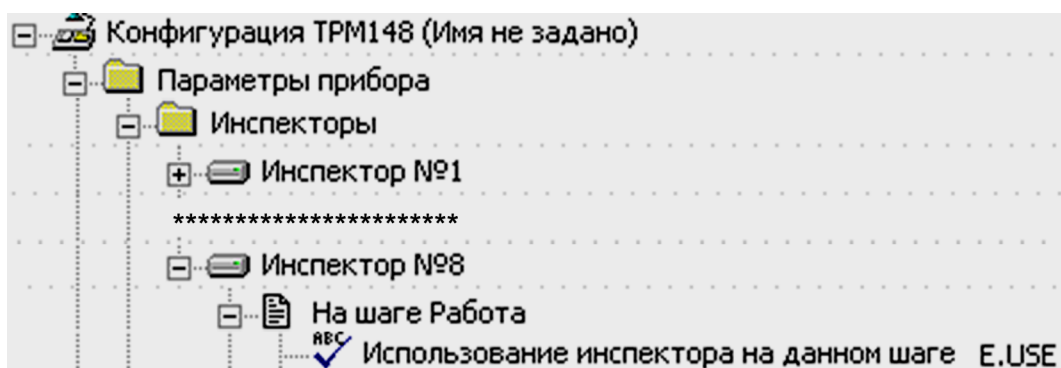 Конфигурация ТРМ148 (Имя не задано)
Параметры прибора
Инспекторы
Инспектор №1
***********************
Инспектор №8
На шаге Работа
ABC Использование инспектора на данном шаге E.USE